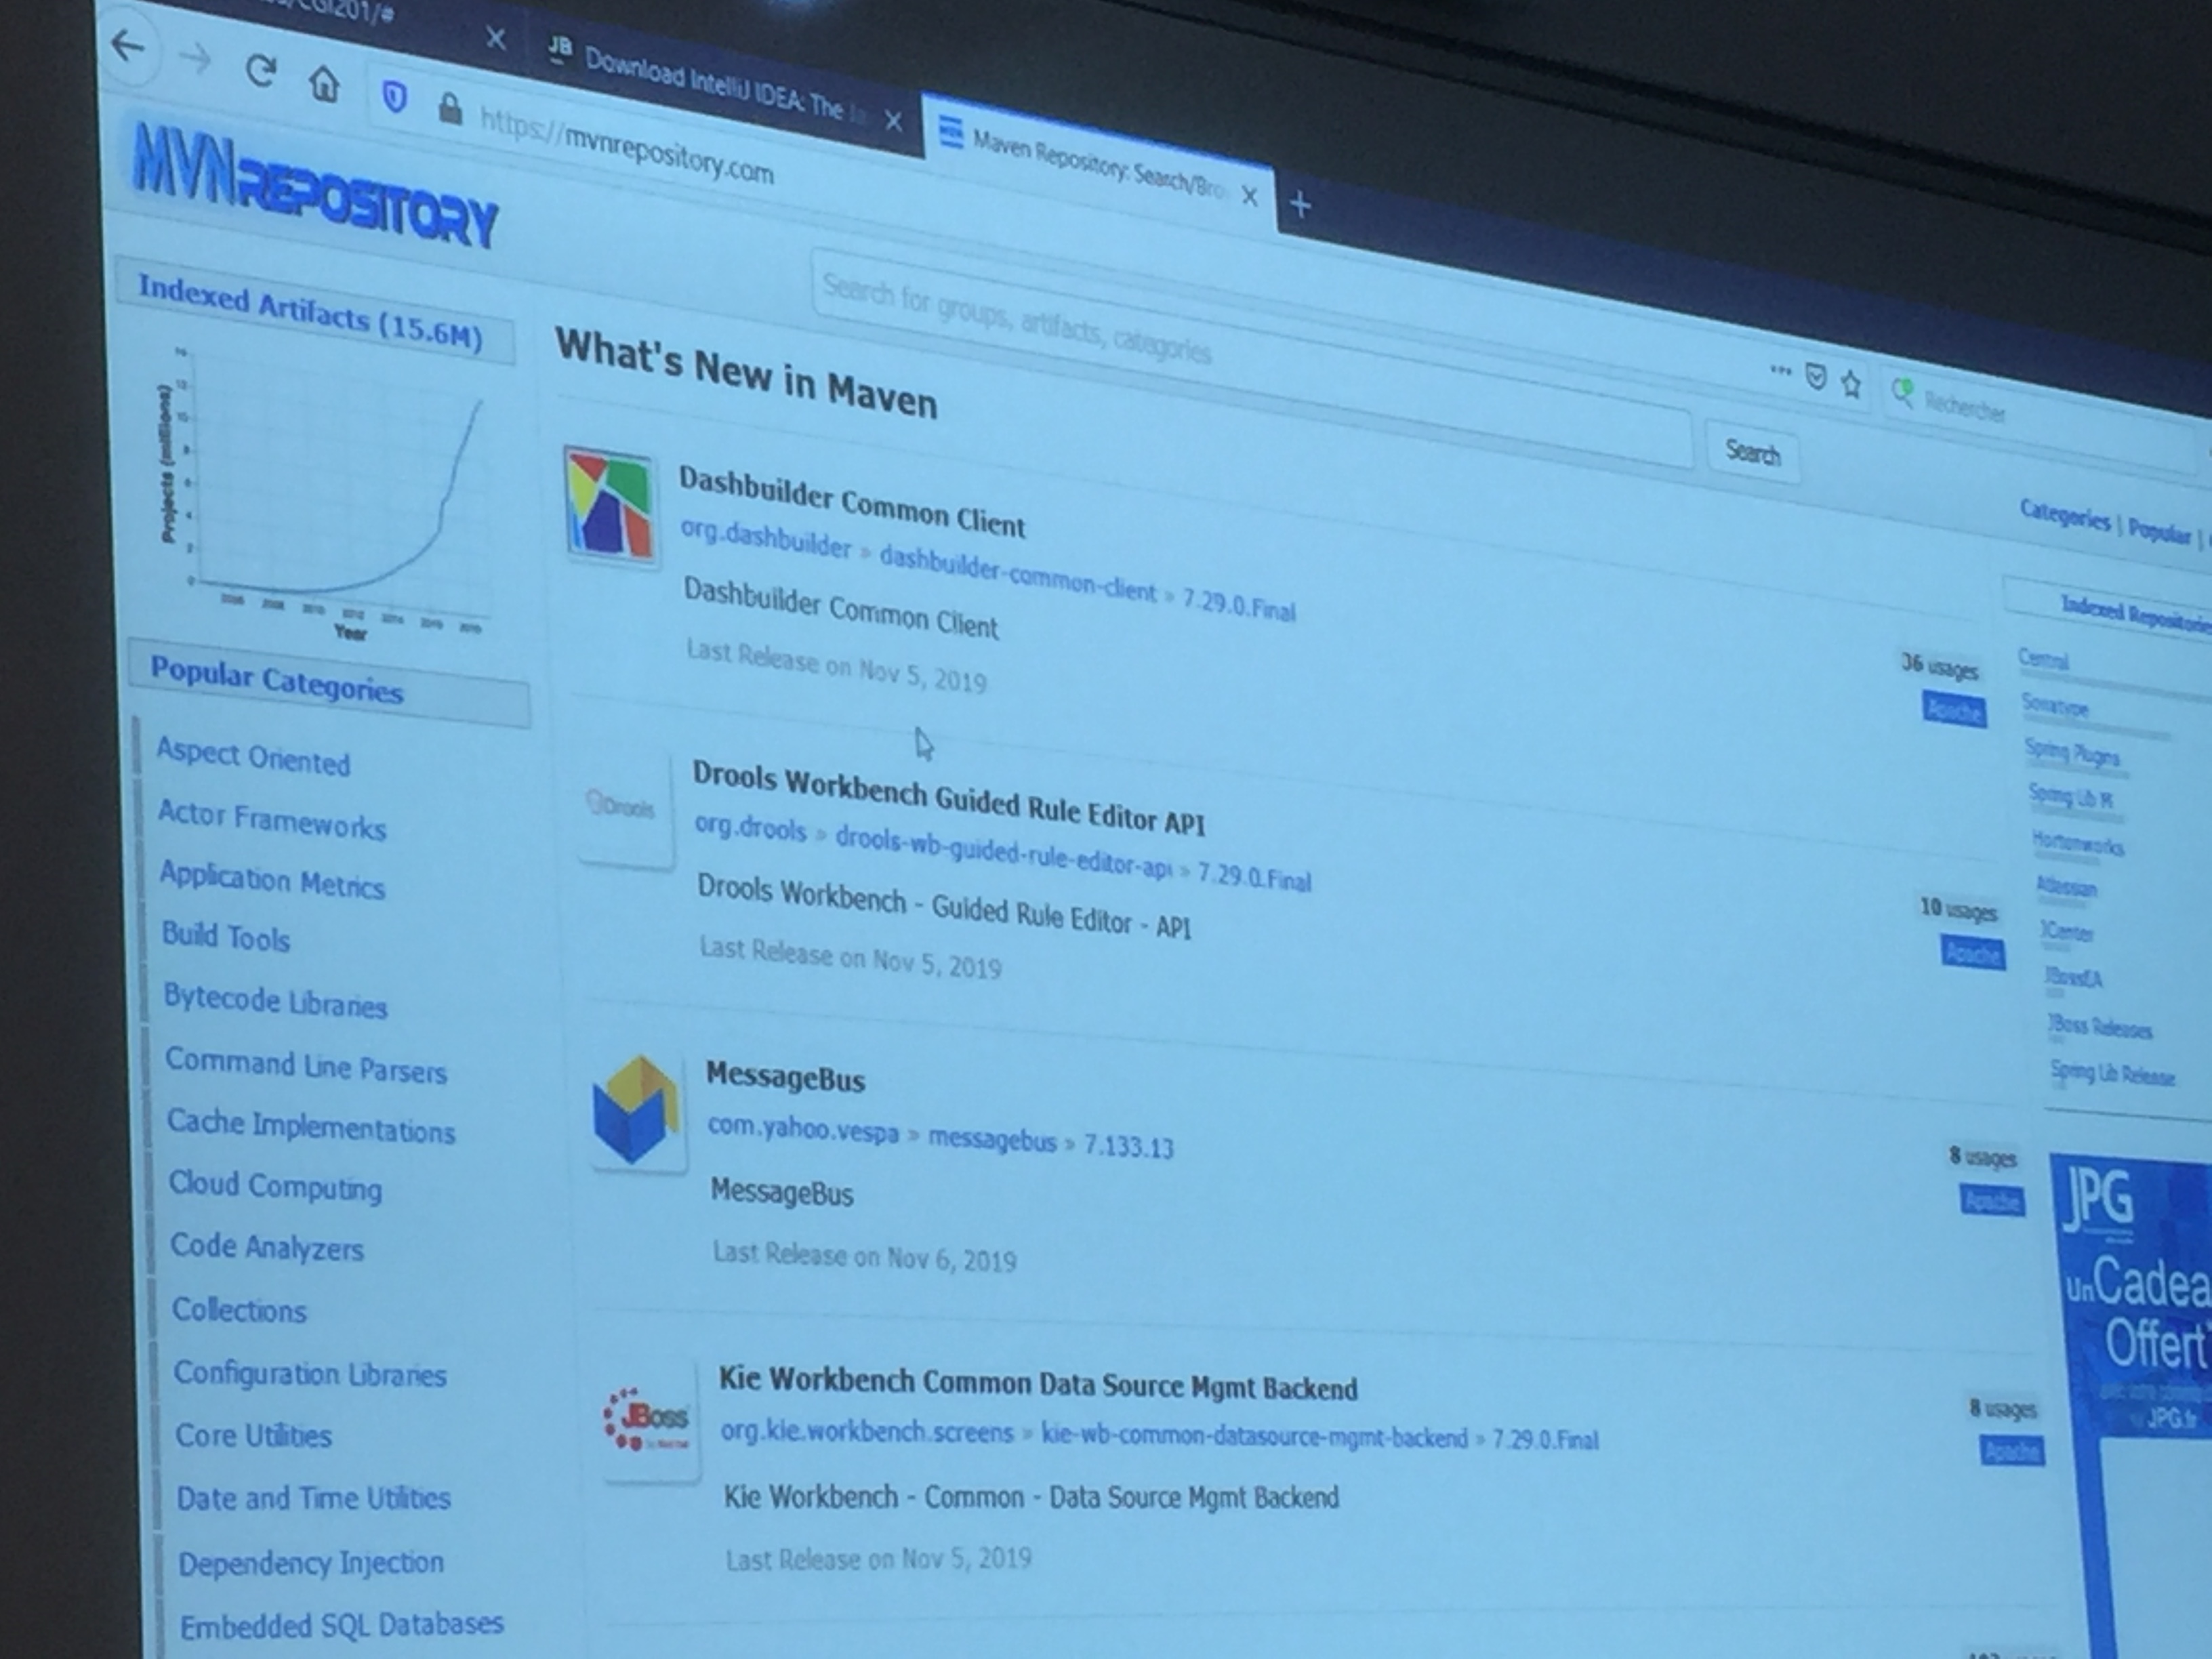 CGI201/#
Download IntelliJ IDEA: The Ja
Maven Repository: Search/Bro
https://mvnrepository.com
Rechercher
MVNREPOSITORY
Search for groups, artifacts, categories
Search
Categories | Popular |
Indexed Artifacts (15.6M)
Projects (millions)
Year
Popular Categories
Aspect Oriented
Actor Frameworks
Application Metrics
Build Tools
Bytecode Libraries
Command Line Parsers
Cache Implementations
Cloud Computing
Code Analyzers
Collections
Configuration Libraries
Core Utilities
Date and Time Utilities
Dependency Injection
Embedded SQL Databases
What's New in Maven
Dashbuilder Common Client
org.dashbuilder » dashbuilder-common-client » 7.29.0.Final
Dashbuilder Common Client
Last Release on Nov 5, 2019
36 usages
Apache
Drools
Drools Workbench Guided Rule Editor API
org.drools » drools-wb-guided-rule-editor-api » 7.29.0.Final
Drools Workbench - Guided Rule Editor - API
Last Release on Nov 5, 2019
10 usages
Apache
MessageBus
com.yahoo.vespa » messagebus » 7.133.13
MessageBus
Last Release on Nov 6, 2019
8 usages
Apache
JBoss
Kie Workbench Common Data Source Mgmt Backend
org.kie.workbench.screens » kie-wb-common-datasource-mgmt-backend » 7.29.0.Final
Kie Workbench - Common - Data Source Mgmt Backend
Last Release on Nov 5, 2019
8 usages
Apache
Indexed Repositorie
Central
Sonatype
Spring Plugins
Spring Lib M
Hortonworks
Atlassian
JCenter
JBossEA
JBoss Releases
Spring Lib Release
JPG
Un Cadea
Offert
JPG.fr